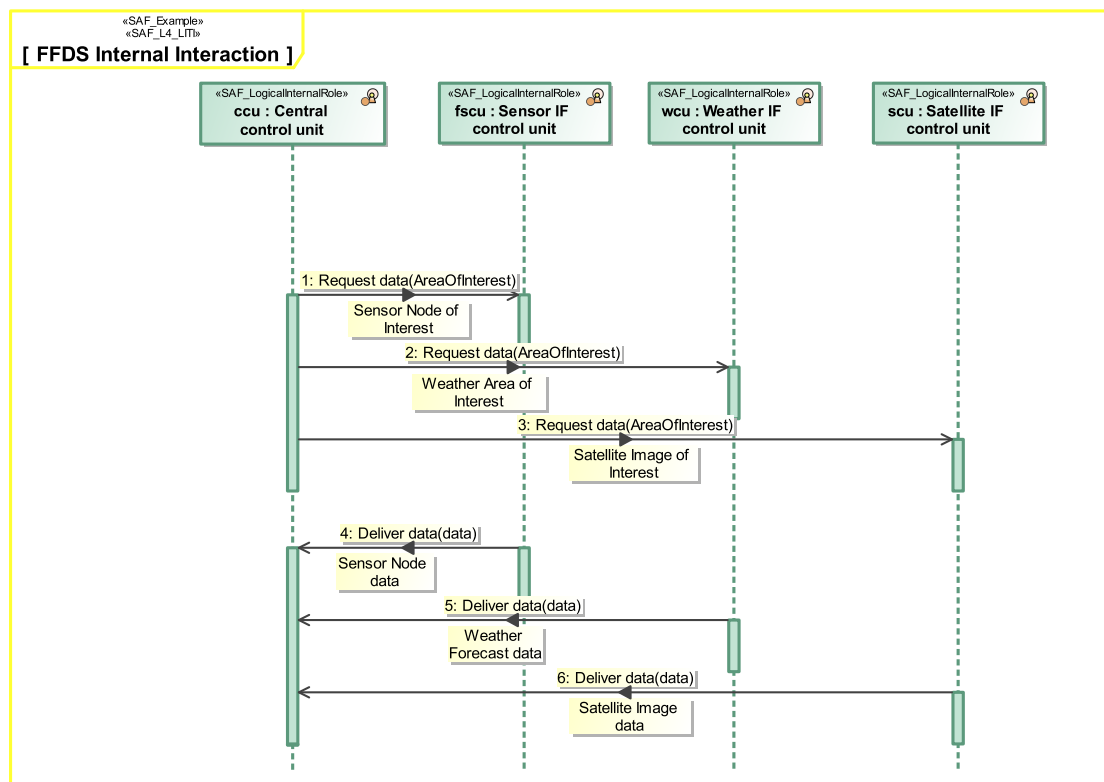 «SAF_Example»
«SAF_L4_LITI»
[ FFDS Internal Interaction ]
«SAF_LogicalInternalRole»
ccu : Central
control unit
«SAF_LogicalInternalRole»
fscu : Sensor IF
control unit
«SAF_LogicalInternalRole»
wcu : Weather IF
control unit
«SAF_LogicalInternalRole»
scu : Satellite IF
control unit
1: Request data(AreaOfInterest)
Sensor Node of
Interest
2: Request data(AreaOfInterest)
Weather Area of
Interest
3: Request data(AreaOfInterest)
Satellite Image of
Interest
4: Deliver data(data)
Sensor Node
data
5: Deliver data(data)
Weather
Forecast data
6: Deliver data(data)
Satellite Image
data